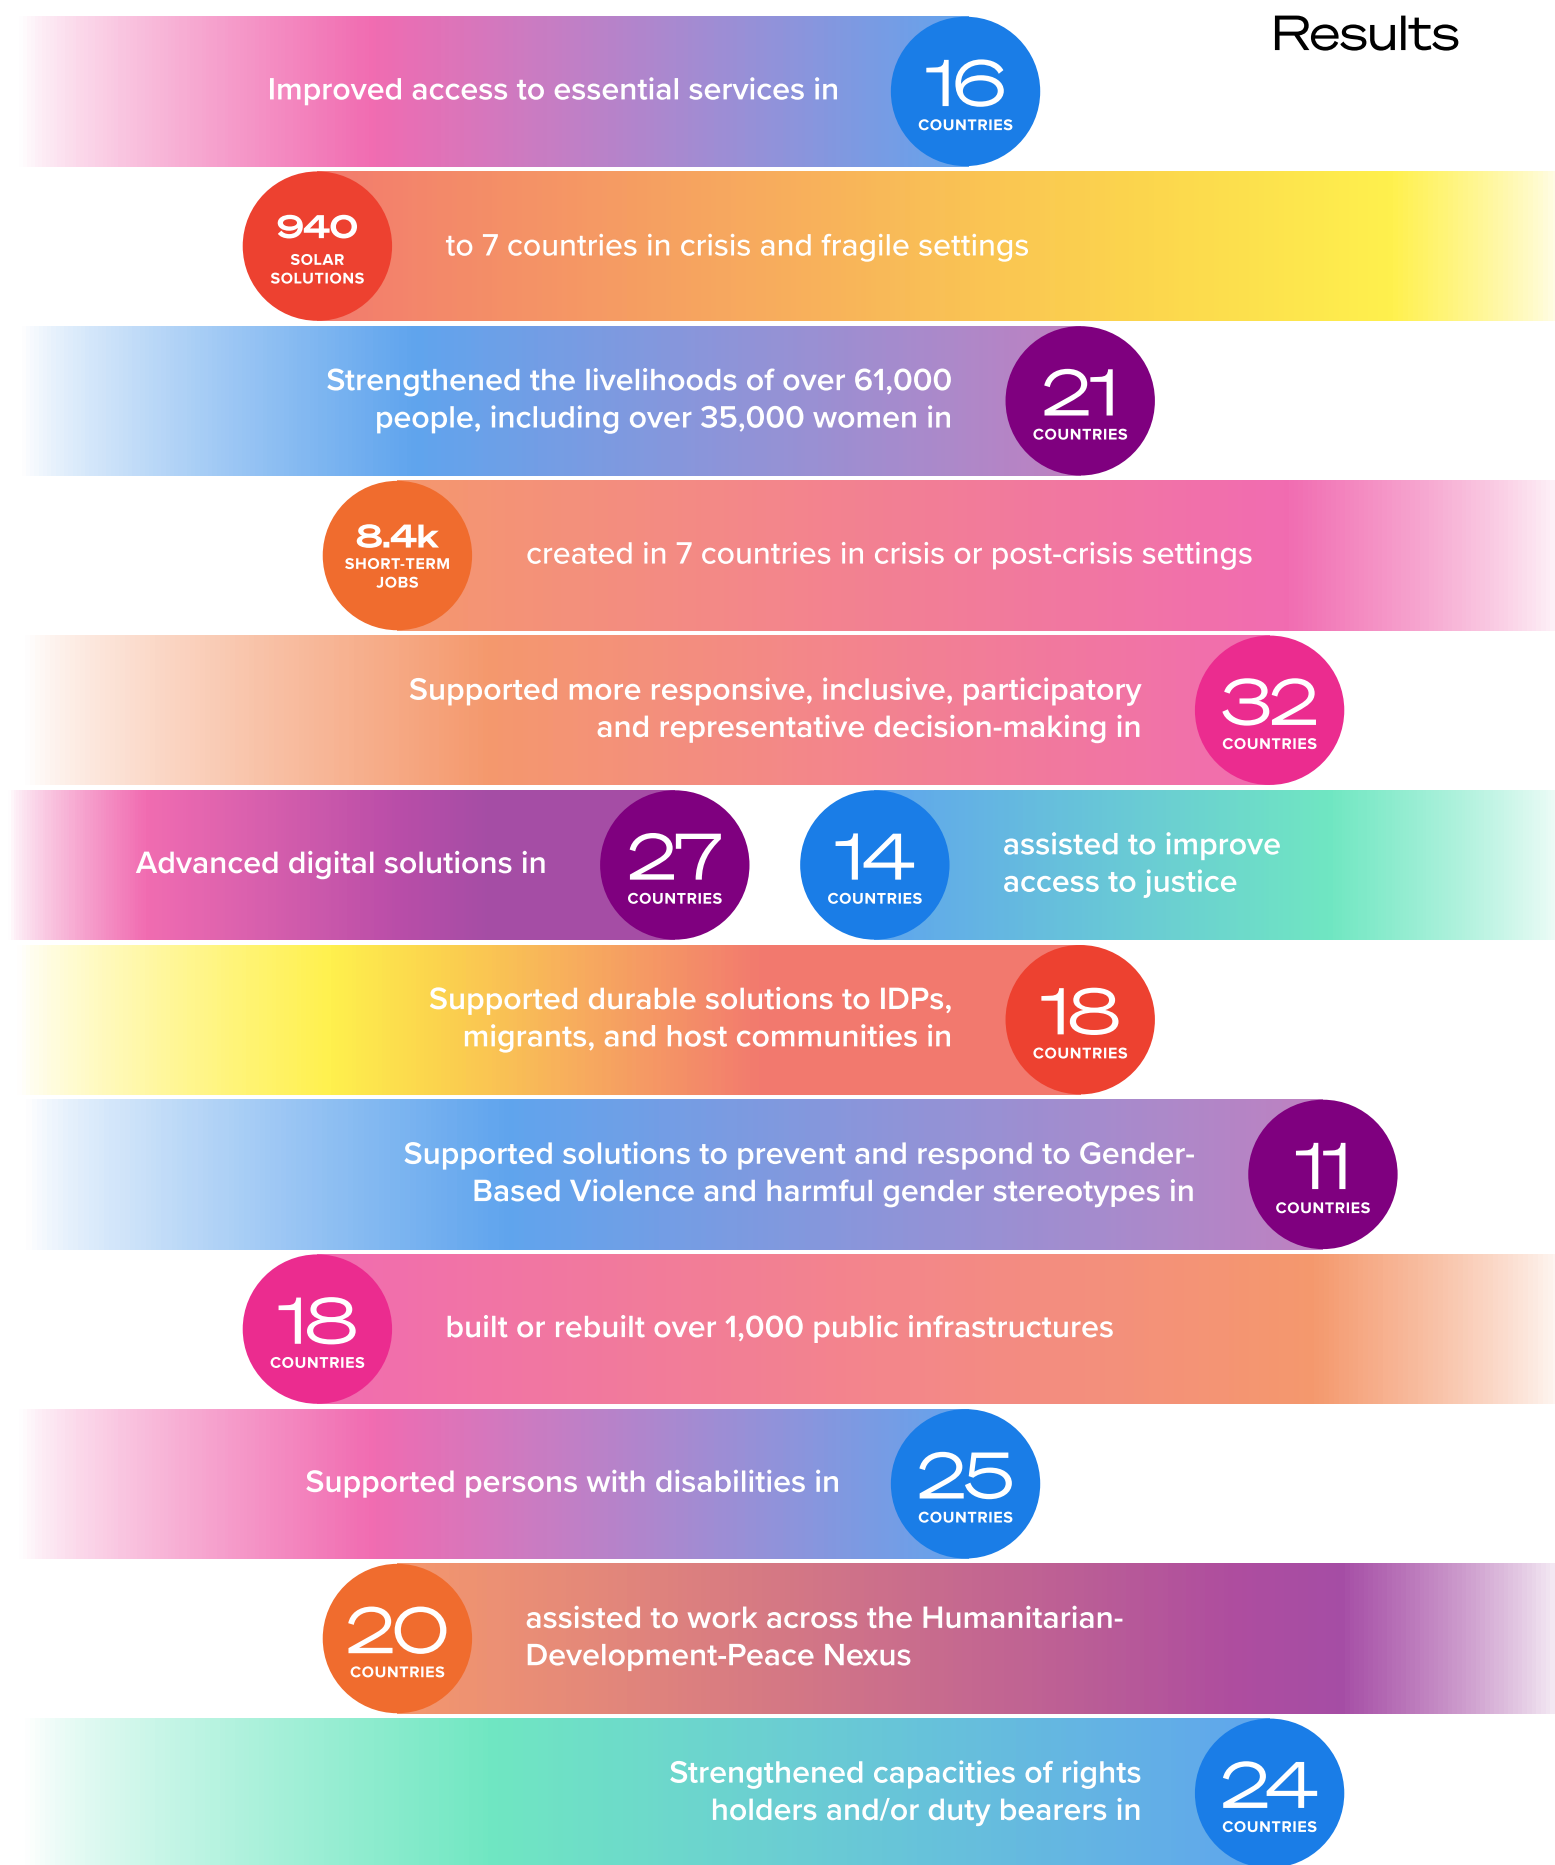 Results
Improved access to essential services in
16
COUNTRIES
940
SOLAR
SOLUTIONS
to 7 countries in crisis and fragile settings
Strengthened the livelihoods of over 61,000
people, including over 35,000 women in
21
COUNTRIES
8.4k
SHORT-TERM
JOBS
created in 7 countries in crisis or post-crisis settings
Supported more responsive, inclusive, participatory
and representative decision-making in
32
COUNTRIES
Advanced digital solutions in
27
COUNTRIES
14
COUNTRIES
assisted to improve
access to justice
Supported durable solutions to IDPs,
migrants, and host communities in
18
COUNTRIES
Supported solutions to prevent and respond to Gender-
Based Violence and harmful gender stereotypes in
11
COUNTRIES
18
COUNTRIES
built or rebuilt over 1,000 public infrastructures
Supported persons with disabilities in
25
COUNTRIES
20
COUNTRIES
assisted to work across the Humanitarian-
Development-Peace Nexus
Strengthened capacities of rights
holders and/or duty bearers in
24
COUNTRIES